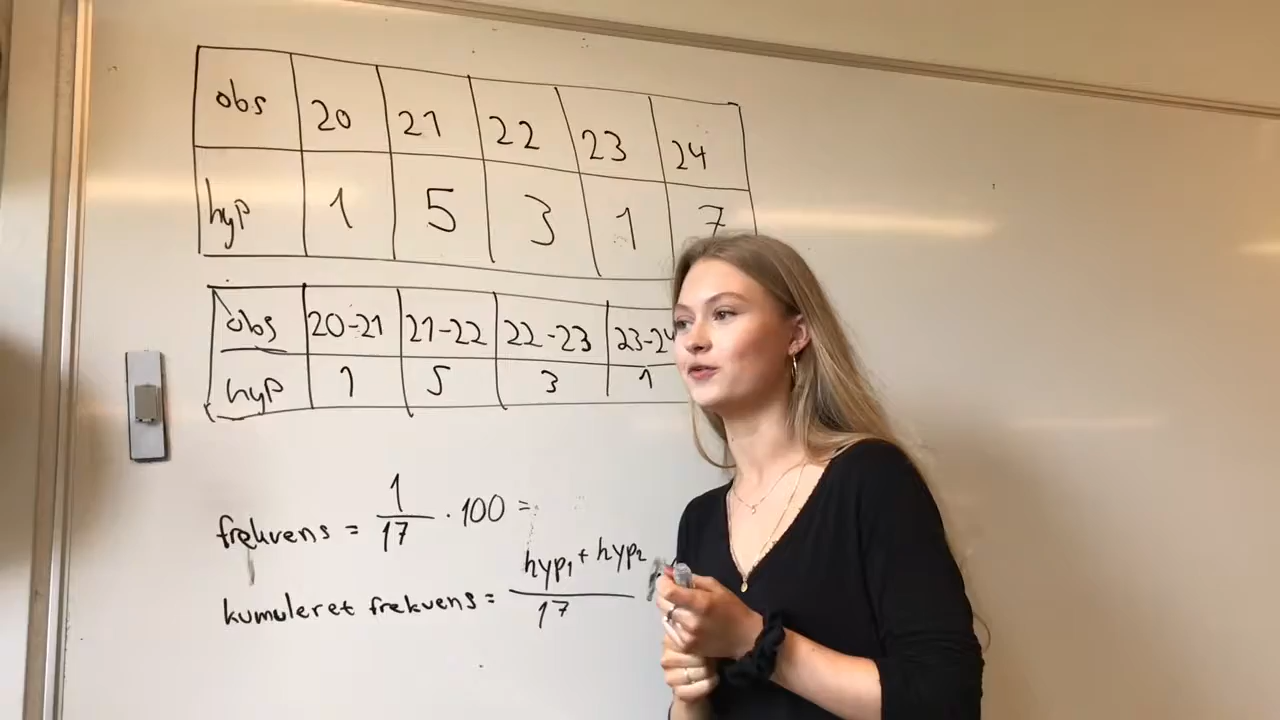 obs 20 21 22 23 24
hyp 1 5 3 1 7
obs 20-21 21-22 22-23 23-24
hyp 1 5 3 1
frekvens = 1/17 · 100 =
kumuleret frekvens = hyp₁ + hyp₂ / 17